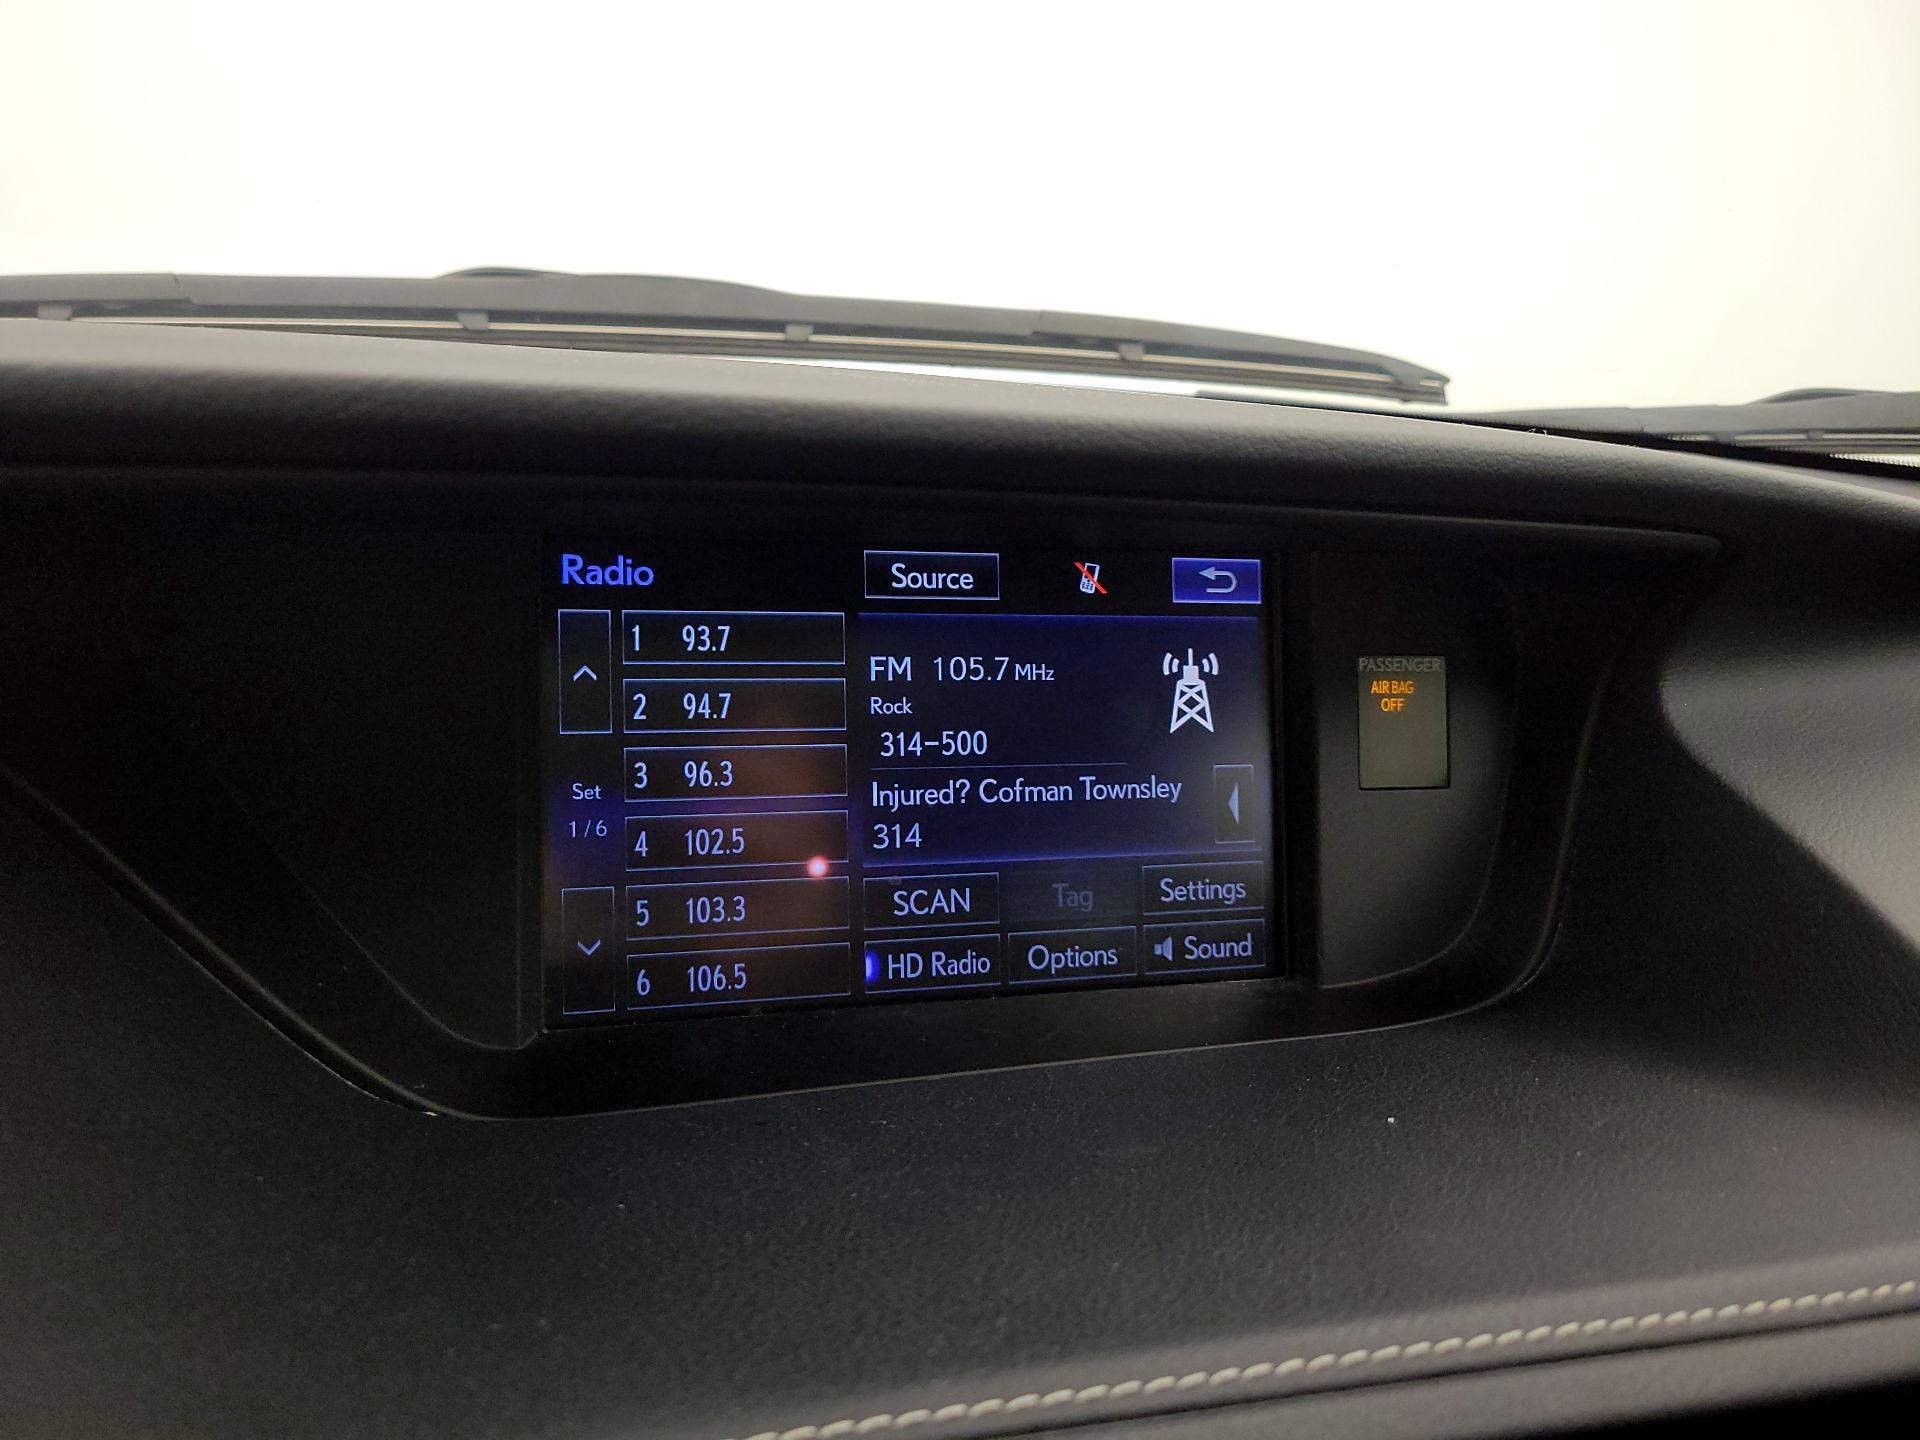 Radio
Source
1 93.7
2 94.7
3 96.3
4 102.5
5 103.3
6 106.5
Set
1/6
FM 105.7 MHz
Rock
314-500
Injured? Cofman Townsley
314
SCAN
Tag
Settings
HD Radio
Options
Sound
PASSENGER
AIR BAG
OFF